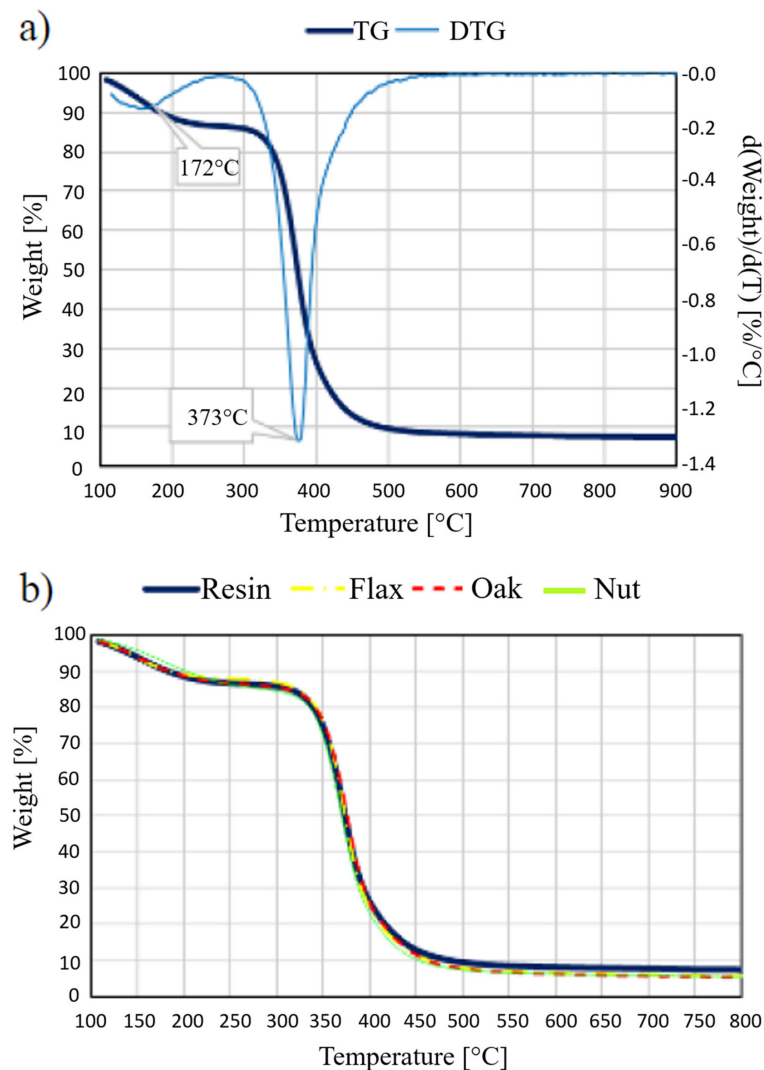 a)
TG DTG
100 -0.0
90
80 -0.2
70 -0.4
60 -0.6
50
40 -0.8
30 -1.0
20
10 -1.2
0 -1.4
172°C
373°C
Weight [%]
d(Weight)/d(T) [%/°C]
100 200 300 400 500 600 700 800 900
Temperature [°C]
b)
Resin Flax Oak Nut
100
90
80
70
60
50
40
30
20
10
0
Weight [%]
100 150 200 250 300 350 400 450 500 550 600 650 700 750 800
Temperature [°C]